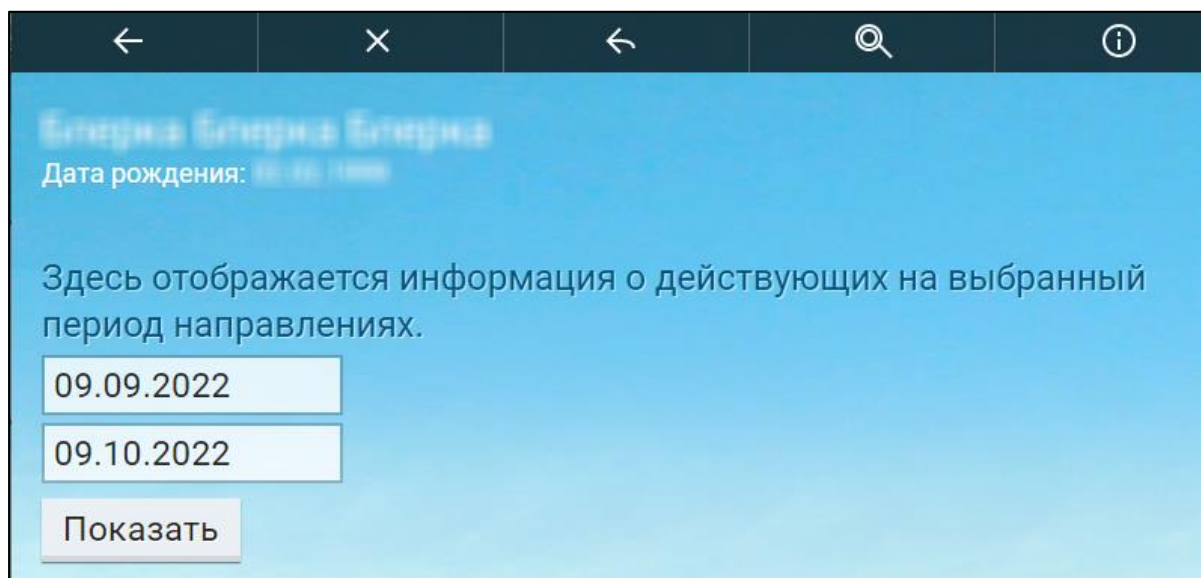 Дата рождения:
Здесь отображается информация о действующих на выбранный
период направлениях.
09.09.2022
09.10.2022
Показать